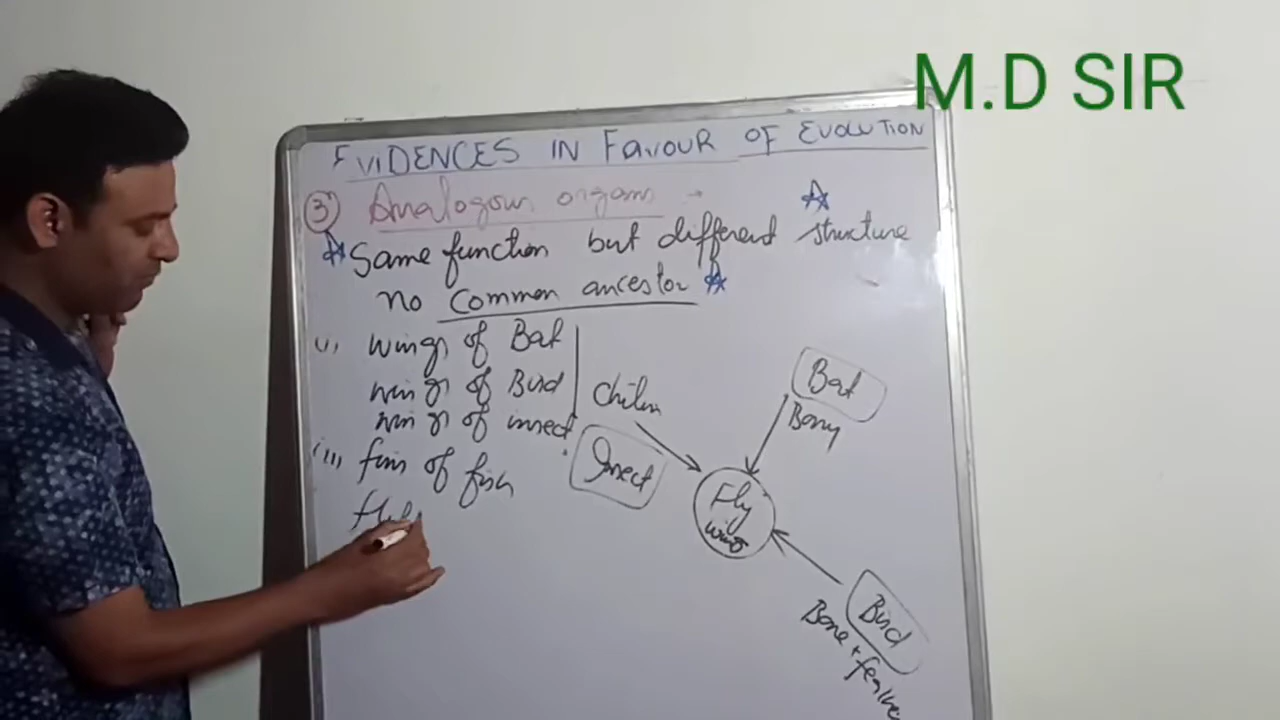 M.D SIR
EVIDENCES IN FAVOUR OF EVOLUTION
3) Analogous organs →
Same function but different structure
no common ancestor
i) wings of Bat
wings of Bird
wings of insect
Chitin
Insect
Bat
Bony
Fly
wings
Bird
Bone +
ii) fins of fish